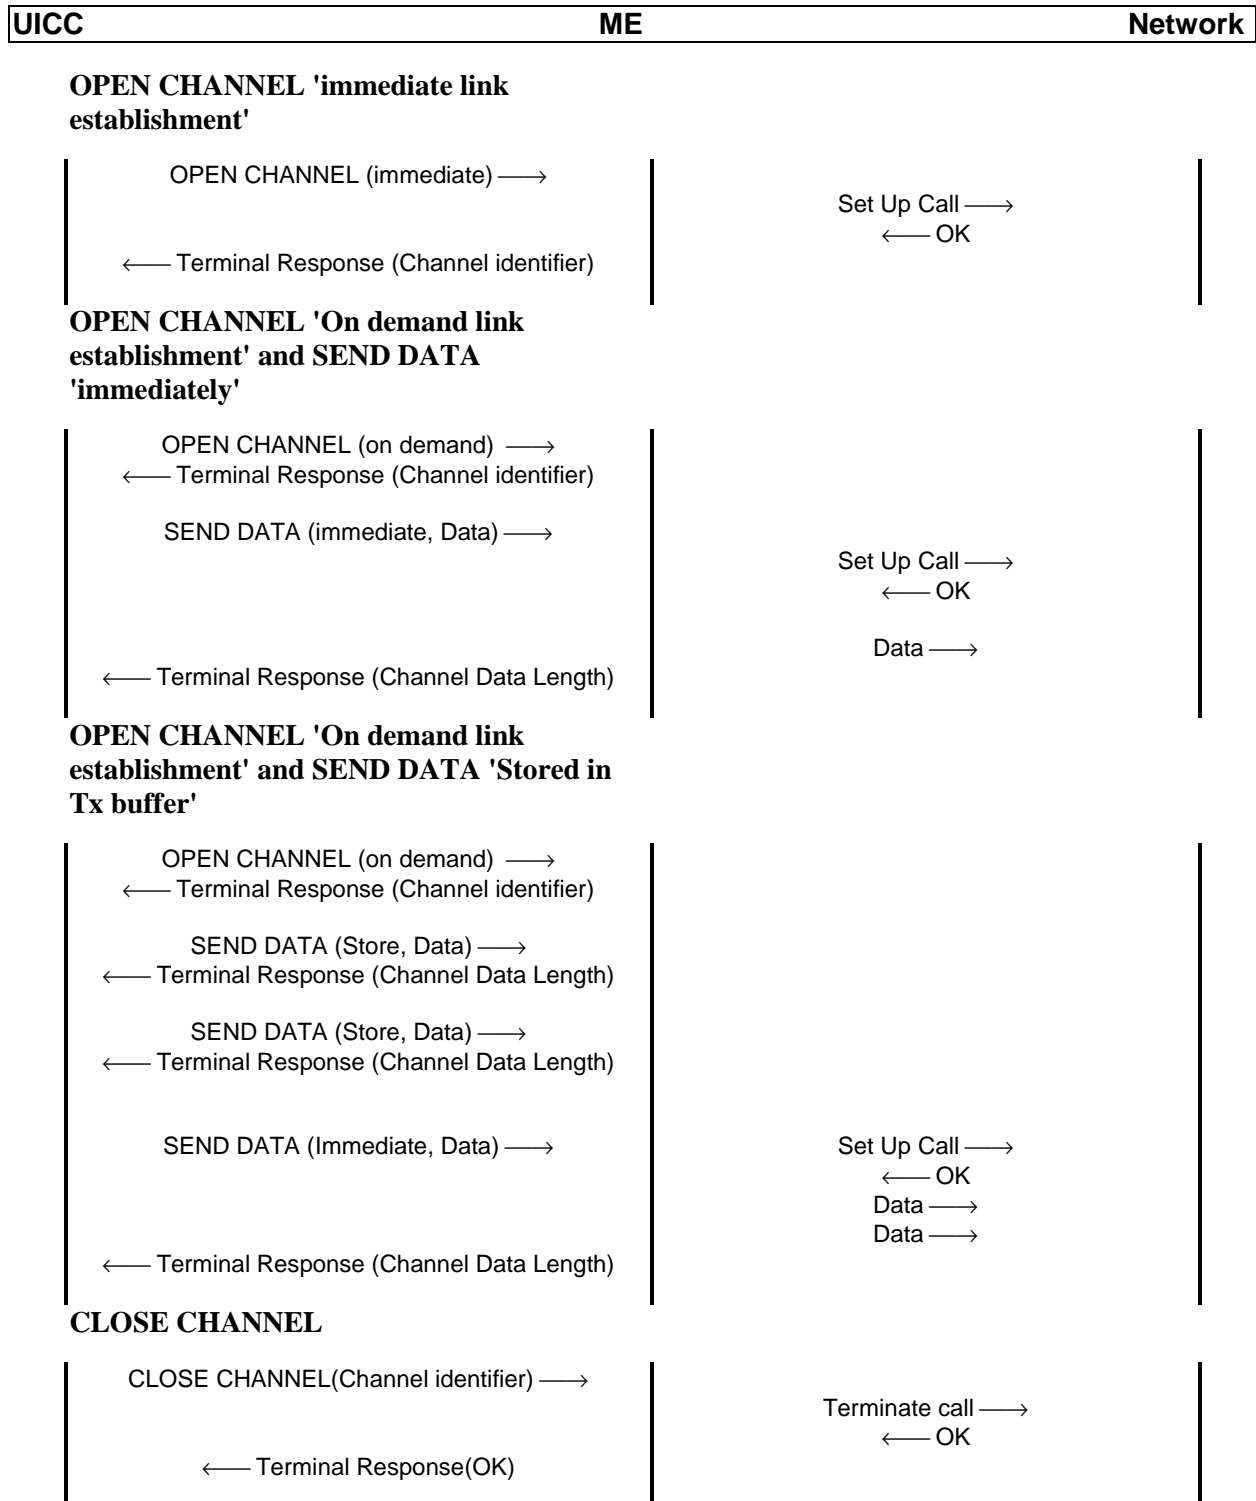 UICC ME Network
OPEN CHANNEL 'immediate link
establishment'
OPEN CHANNEL (immediate) ⟶
Set Up Call ⟶
⟵ OK
⟵ Terminal Response (Channel identifier)
OPEN CHANNEL 'On demand link
establishment' and SEND DATA
'immediately'
OPEN CHANNEL (on demand) ⟶
⟵ Terminal Response (Channel identifier)
SEND DATA (immediate, Data) ⟶
Set Up Call ⟶
⟵ OK
Data ⟶
⟵ Terminal Response (Channel Data Length)
OPEN CHANNEL 'On demand link
establishment' and SEND DATA 'Stored in
Tx buffer'
OPEN CHANNEL (on demand) ⟶
⟵ Terminal Response (Channel identifier)
SEND DATA (Store, Data) ⟶
⟵ Terminal Response (Channel Data Length)
SEND DATA (Store, Data) ⟶
⟵ Terminal Response (Channel Data Length)
SEND DATA (Immediate, Data) ⟶ Set Up Call ⟶
⟵ OK
Data ⟶
Data ⟶
⟵ Terminal Response (Channel Data Length)
CLOSE CHANNEL
CLOSE CHANNEL(Channel identifier) ⟶
Terminate call ⟶
⟵ OK
⟵ Terminal Response(OK)